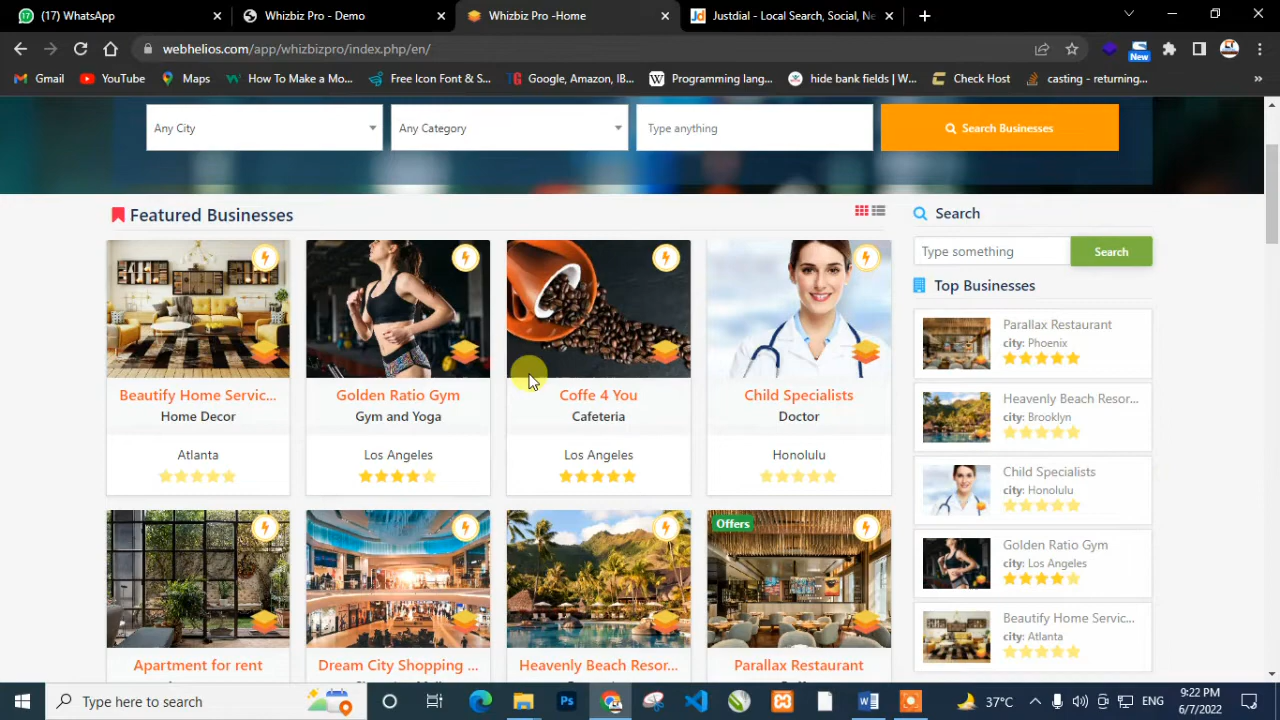 (17) WhatsApp
Whizbiz Pro - Demo
Whizbiz Pro -Home
Justdial - Local Search, Social, Ne
webhelios.com/app/whizbizpro/index.php/en/
New
Gmail
YouTube
Maps
How To Make a Mo...
Free Icon Font & S...
Google, Amazon, IB...
Programming lang...
hide bank fields | W...
Check Host
casting - returning...
Any City
Any Category
Type anything
Search Businesses
Featured Businesses
Search
Type something
Search
Top Businesses
Beautify Home Servic...
Home Decor
Atlanta
Golden Ratio Gym
Gym and Yoga
Los Angeles
Coffe 4 You
Cafeteria
Los Angeles
Child Specialists
Doctor
Honolulu
Parallax Restaurant
city: Phoenix
Heavenly Beach Resor...
city: Brooklyn
Child Specialists
city: Honolulu
Golden Ratio Gym
city: Los Angeles
Beautify Home Servic...
city: Atlanta
Offers
Apartment for rent
Dream City Shopping ...
Heavenly Beach Resor...
Parallax Restaurant
Type here to search
Ps
37°C
ENG
9:22 PM
6/7/2022